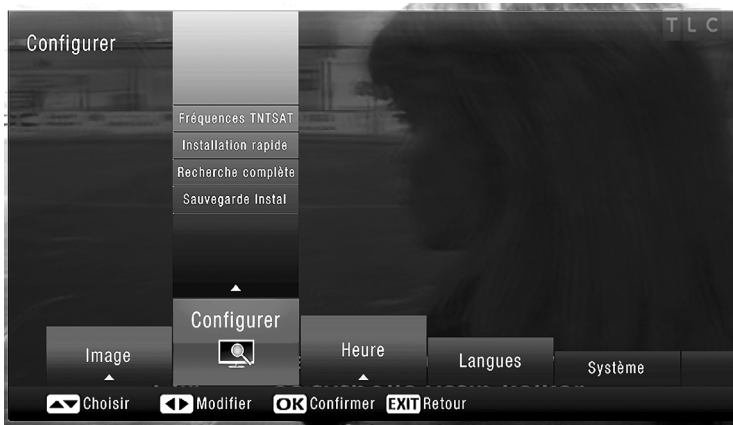 Configurer
TLC
Fréquences TNTSAT
Installation rapide
Recherche complète
Sauvegarde Instal
Configurer
Image
Heure
Langues
Système
Choisir
Modifier
OK Confirmer
EXIT Retour